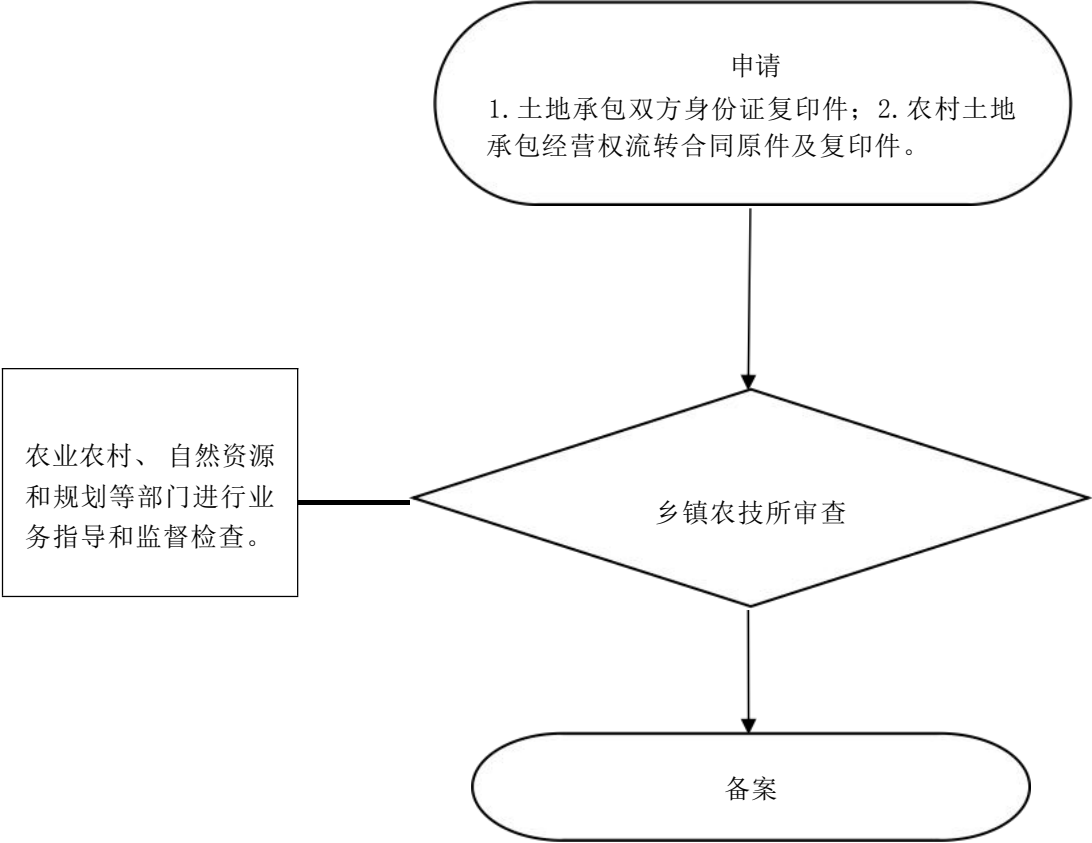 申请
1.土地承包双方身份证复印件；2.农村土地
承包经营权流转合同原件及复印件。
农业农村、 自然资源
和规划等部门进行业
务指导和监督检查。
乡镇农技所审查
备案